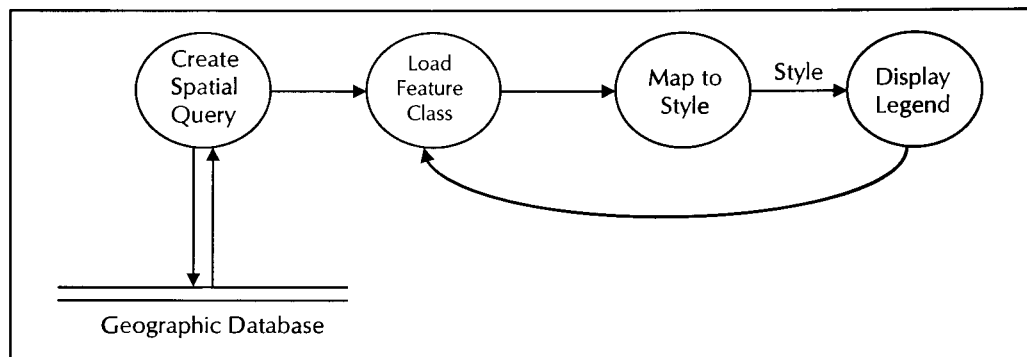 Create
Spatial
Query
Load
Feature
Class
Map to
Style
Style
Display
Legend
Geographic Database